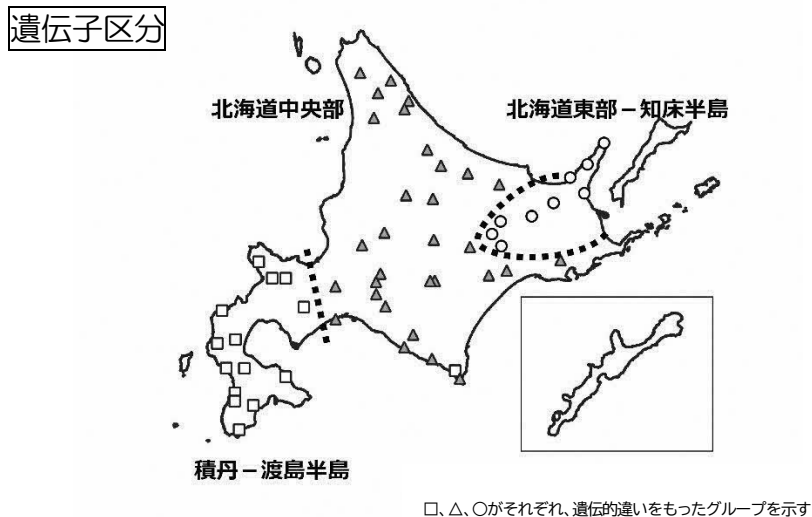 遺伝子区分
北海道中央部
北海道東部－知床半島
積丹－渡島半島
□、△、○がそれぞれ、遺伝的違いをもったグループを示す